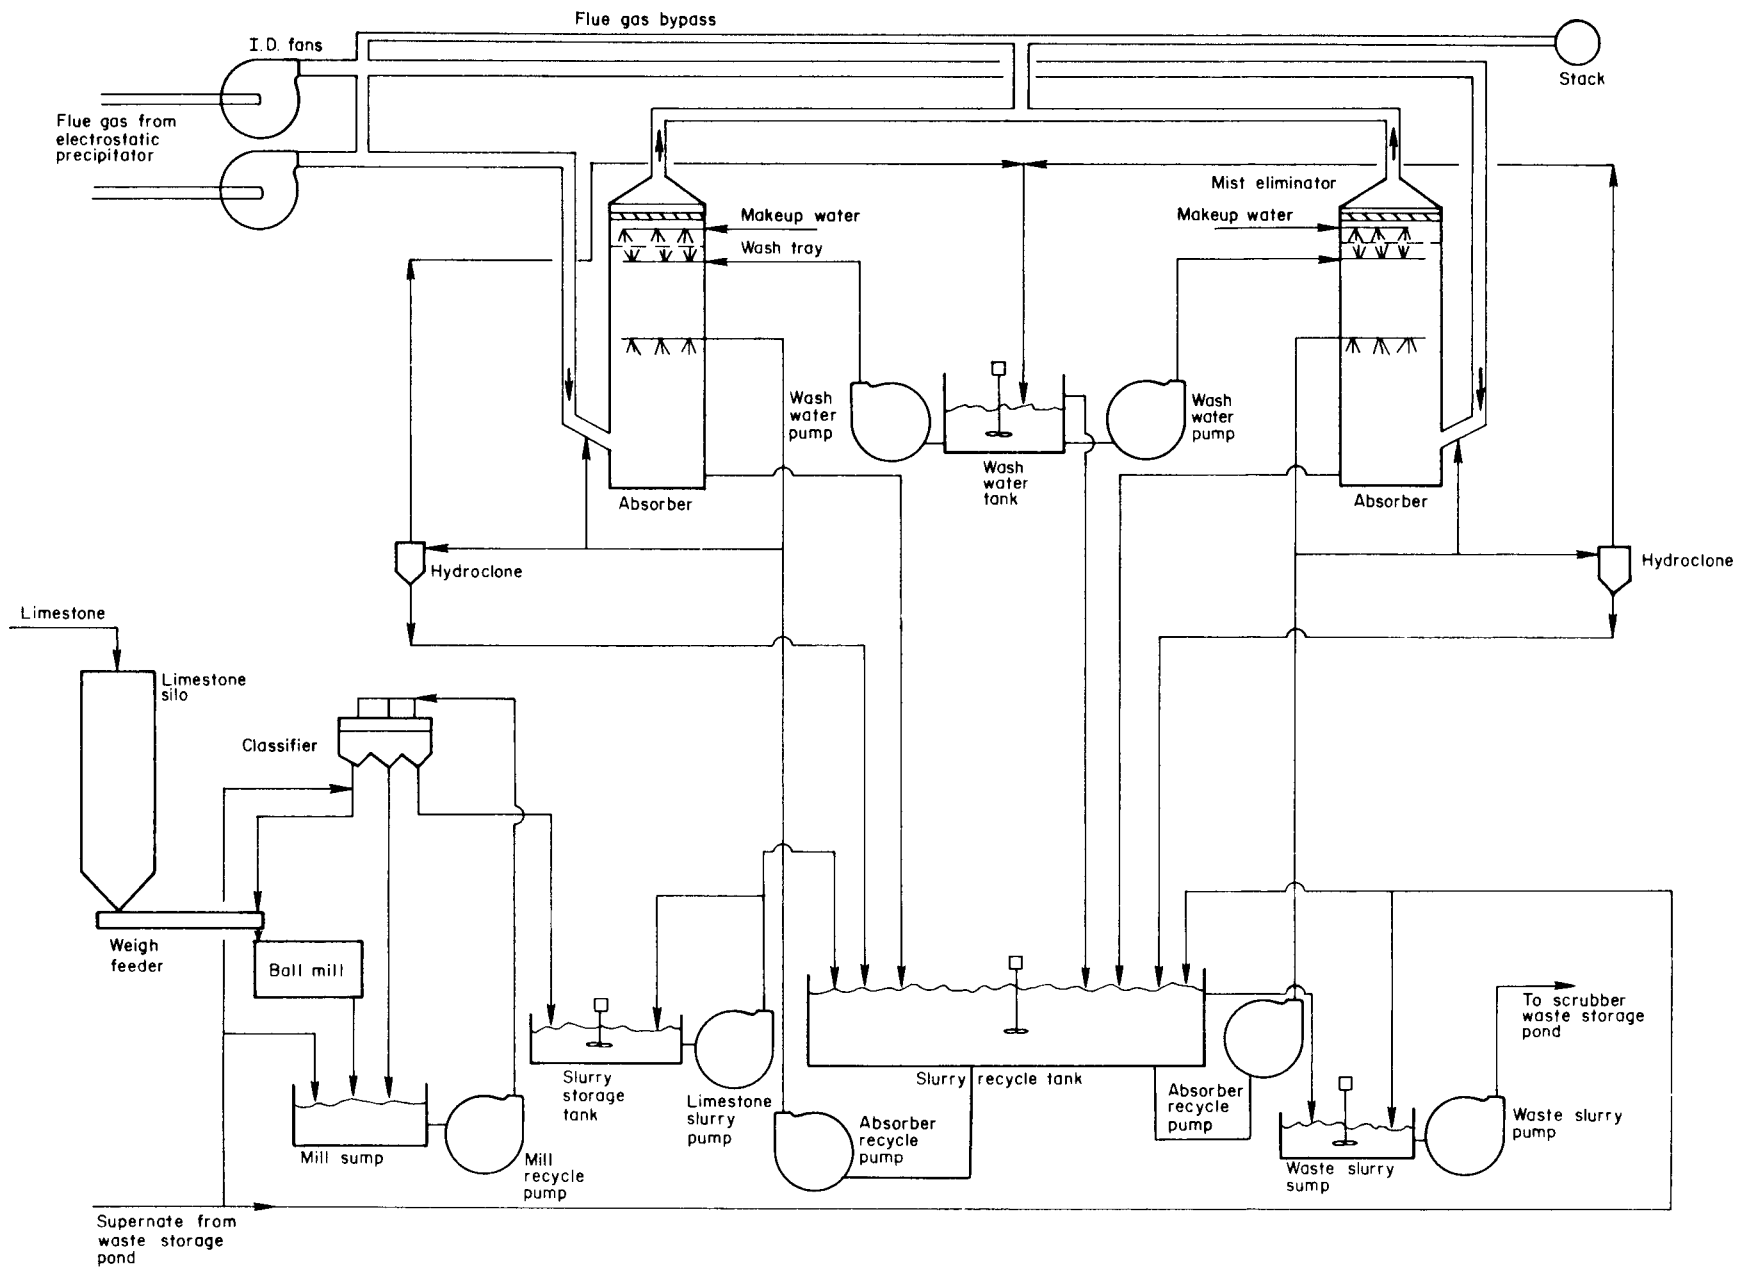 Flue gas bypass
I.D. fans
Stack
Flue gas from
electrostatic
precipitator
Mist eliminator
Makeup water
Makeup water
Wash tray
Wash
water
pump
Wash
water
pump
Wash
water
tank
Absorber
Absorber
Hydroclone
Hydroclone
Limestone
Limestone
silo
Classifier
Weigh
feeder
Ball mill
To scrubber
waste storage
pond
Slurry
storage
tank
Limestone
slurry
pump
Slurry recycle tank
Absorber
recycle
pump
Absorber
recycle
pump
Waste slurry
pump
Mill sump
Mill
recycle
pump
Waste slurry
sump
Supernate from
waste storage
pond